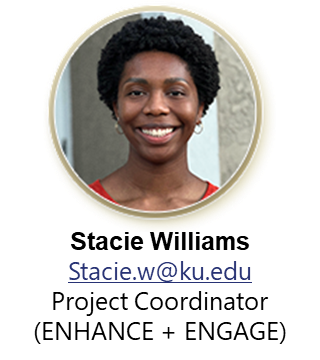 Stacie Williams
Stacie.w@ku.edu
Project Coordinator
(ENHANCE + ENGAGE)